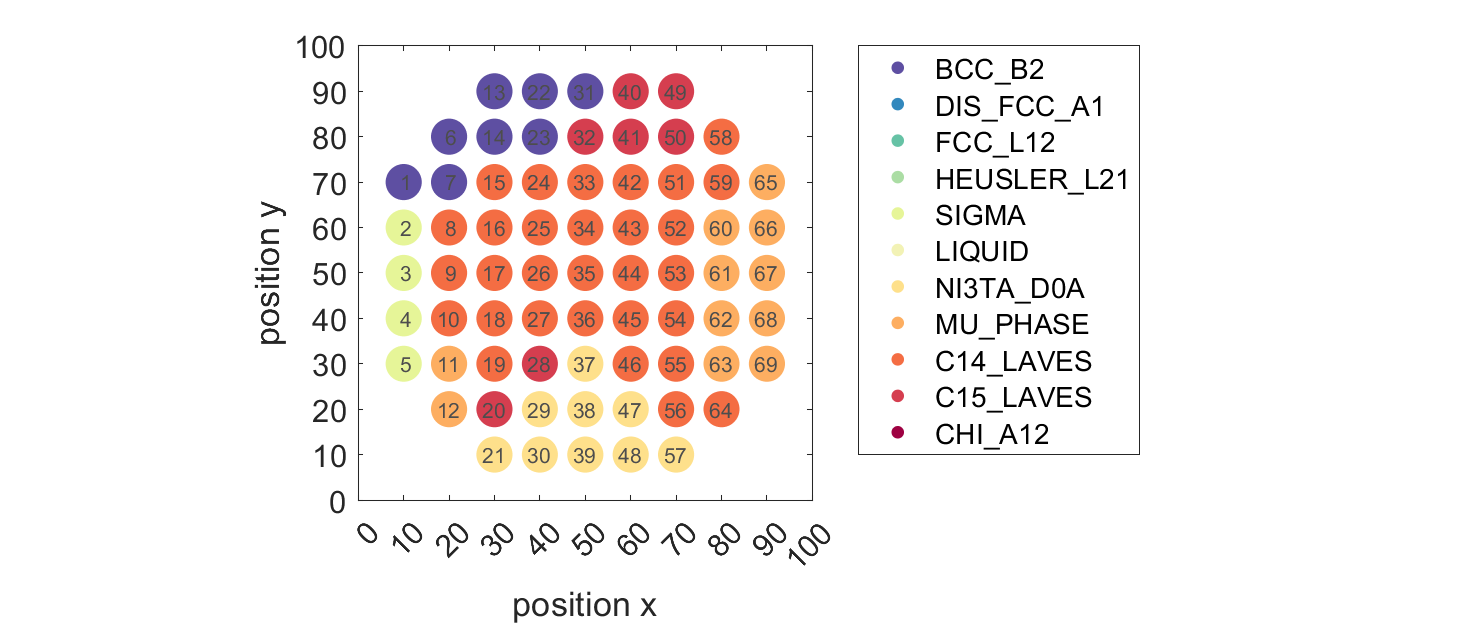 100
90
80
70
60
50
40
30
20
10
0
position y
13 22 31 40 49
6 14 23 32 41 50 58
1 7 15 24 33 42 51 59 65
2 8 16 25 34 43 52 60 66
3 9 17 26 35 44 53 61 67
4 10 18 27 36 45 54 62 68
5 11 19 28 37 46 55 63 69
12 20 29 38 47 56 64
21 30 39 48 57
0 10 20 30 40 50 60 70 80 90 100
position x
BCC_B2
DIS_FCC_A1
FCC_L12
HEUSLER_L21
SIGMA
LIQUID
NI3TA_D0A
MU_PHASE
C14_LAVES
C15_LAVES
CHI_A12